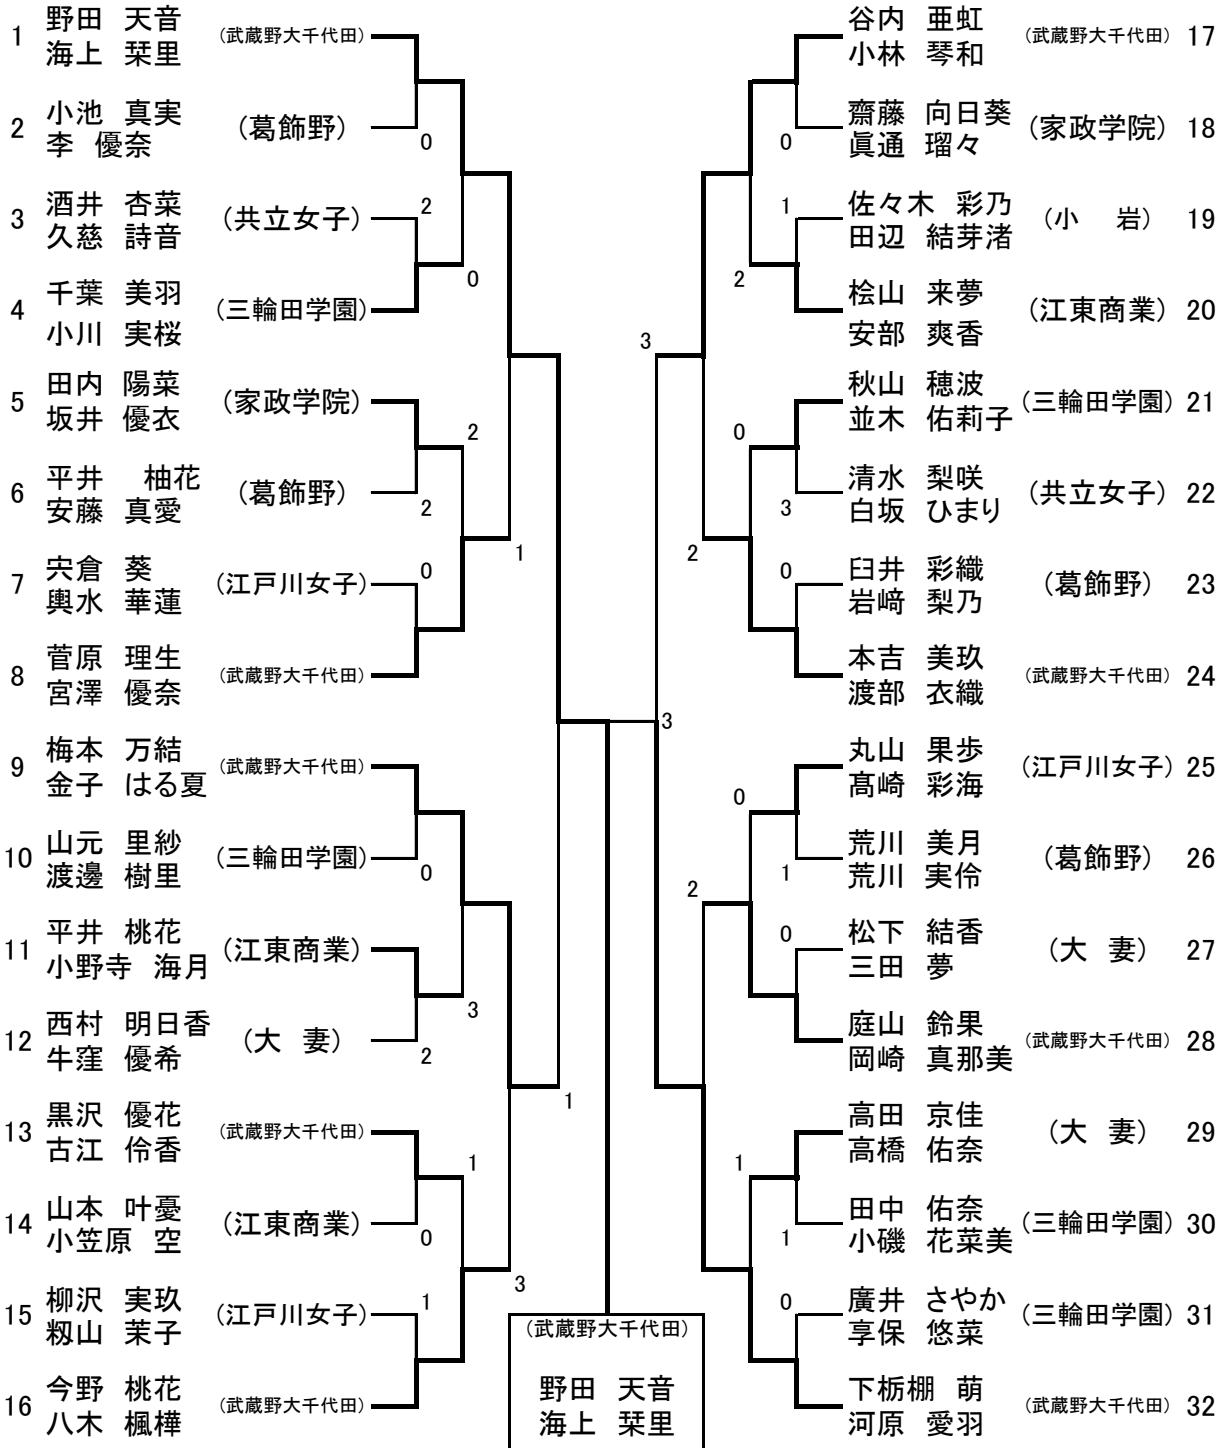 1 野田 天音 (武蔵野大千代田)
海上 栞里
2 小池 真実 (葛飾野)
李 優奈
0
3 酒井 杏菜 (共立女子)
久慈 詩音
2
0
4 千葉 美羽 (三輪田学園)
小川 実桜
5 田内 陽菜 (家政学院)
坂井 優衣
2
6 平井 柚花 (葛飾野)
安藤 真愛
2
1
7 宍倉 葵 (江戸川女子)
輿水 華蓮
0
8 菅原 理生 (武蔵野大千代田)
宮澤 優奈
9 梅本 万結 (武蔵野大千代田)
金子 はる夏
10 山元 里紗 (三輪田学園)
渡邊 樹里
0
11 平井 桃花 (江東商業)
小野寺 海月
3
12 西村 明日香 (大 妻)
牛窪 優希
2
1
13 黒沢 優花 (武蔵野大千代田)
古江 伶香
1
14 山本 叶憂 (江東商業)
小笠原 空
0
3
15 柳沢 実玖 (江戸川女子)
籾山 茉子
1
16 今野 桃花 (武蔵野大千代田)
八木 楓樺
谷内 亜虹 (武蔵野大千代田) 17
小林 琴和
齋藤 向日葵 (家政学院) 18
眞通 瑠々
0
佐々木 彩乃 (小 岩) 19
田辺 結芽渚
1
2
桧山 来夢 (江東商業) 20
安部 爽香
3
秋山 穂波 (三輪田学園) 21
並木 佑莉子
0
清水 梨咲 (共立女子) 22
白坂 ひまり
3
2
臼井 彩織 (葛飾野) 23
岩﨑 梨乃
0
本吉 美玖 (武蔵野大千代田) 24
渡部 衣織
3
丸山 果歩 (江戸川女子) 25
髙崎 彩海
0
荒川 美月 (葛飾野) 26
荒川 実伶
1
2
松下 結香 (大 妻) 27
三田 夢
0
庭山 鈴果 (武蔵野大千代田) 28
岡崎 真那美
高田 京佳 (大 妻) 29
高橋 佑奈
1
田中 佑奈 (三輪田学園) 30
小磯 花菜美
1
廣井 さやか (三輪田学園) 31
享保 悠菜
0
下栃棚 萌 (武蔵野大千代田) 32
河原 愛羽
(武蔵野大千代田)
野田 天音
海上 栞里